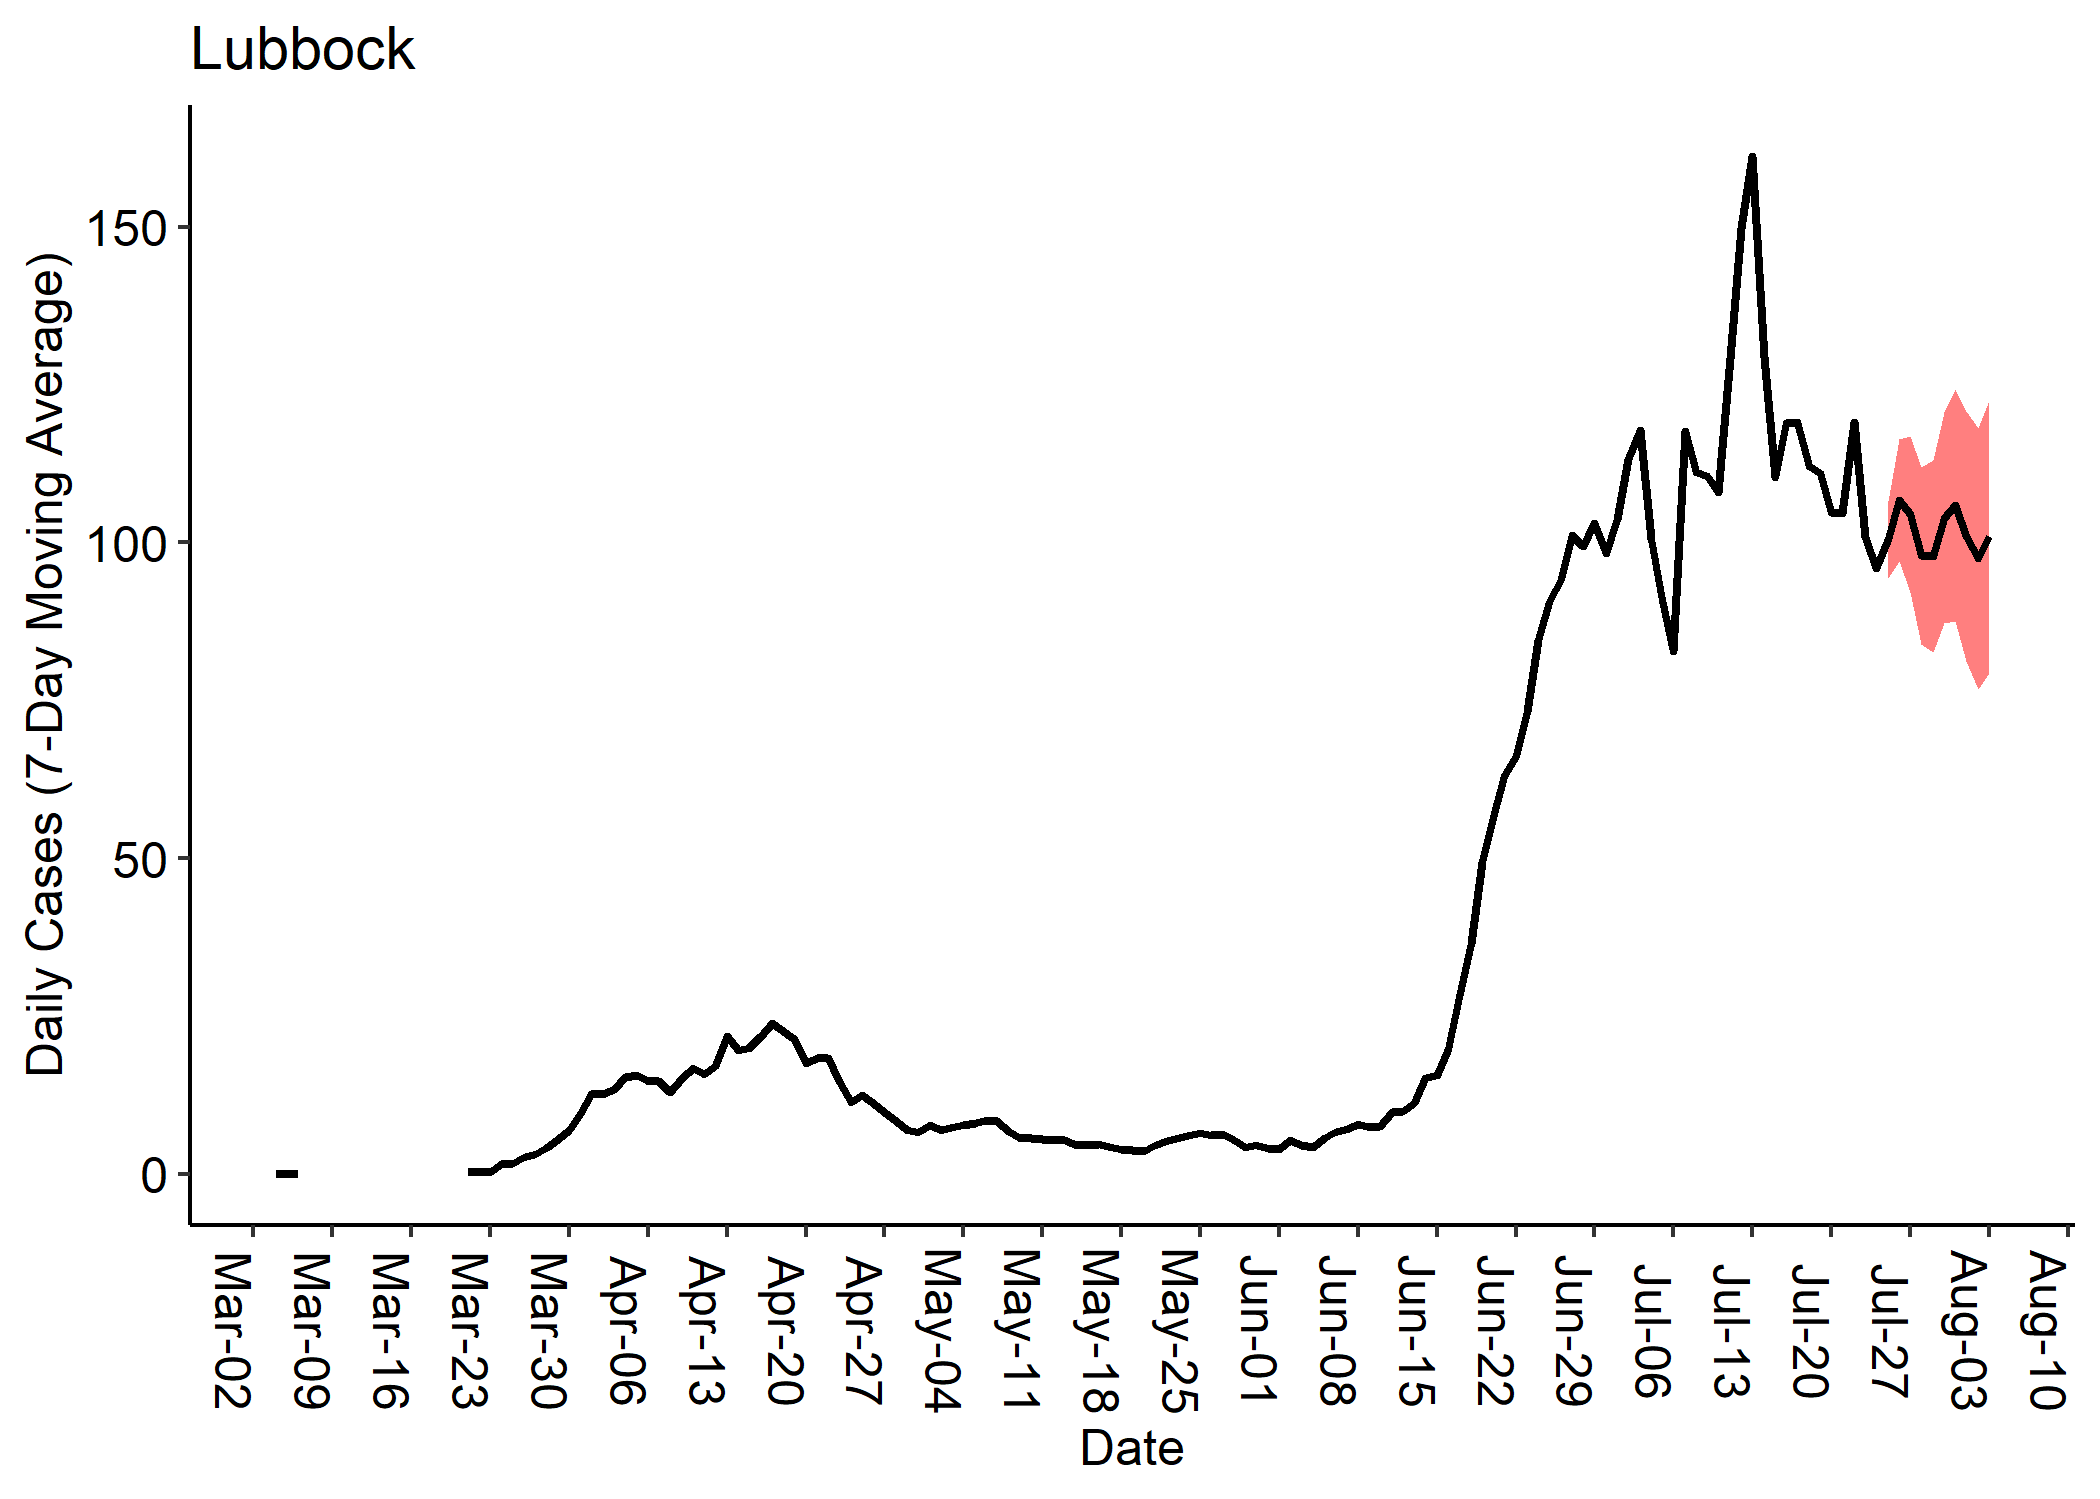 Lubbock
Daily Cases (7-Day Moving Average)
150
100
50
0
Mar-02
Mar-09
Mar-16
Mar-23
Mar-30
Apr-06
Apr-13
Apr-20
Apr-27
May-04
May-11
May-18
May-25
Jun-01
Jun-08
Jun-15
Jun-22
Jun-29
Jul-06
Jul-13
Jul-20
Jul-27
Aug-03
Aug-10
Date